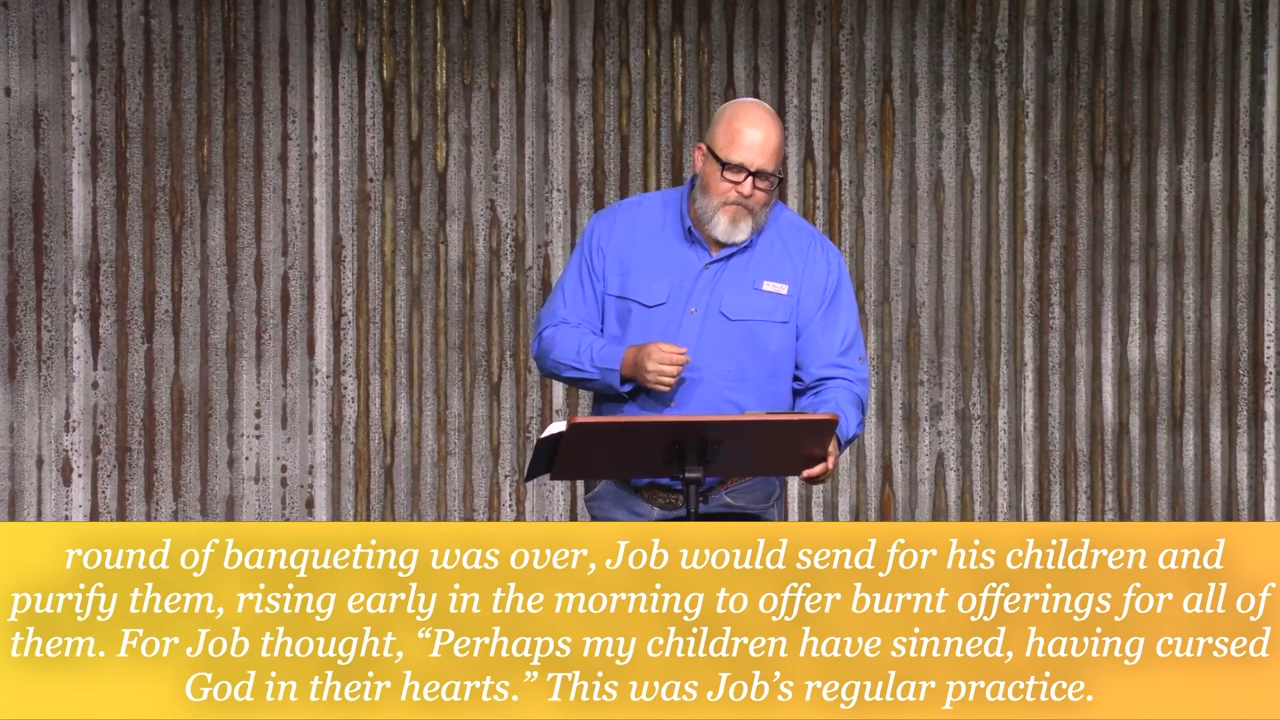 round of banqueting was over, Job would send for his children and
purify them, rising early in the morning to offer burnt offerings for all of
them. For Job thought, “Perhaps my children have sinned, having cursed
God in their hearts.” This was Job’s regular practice.